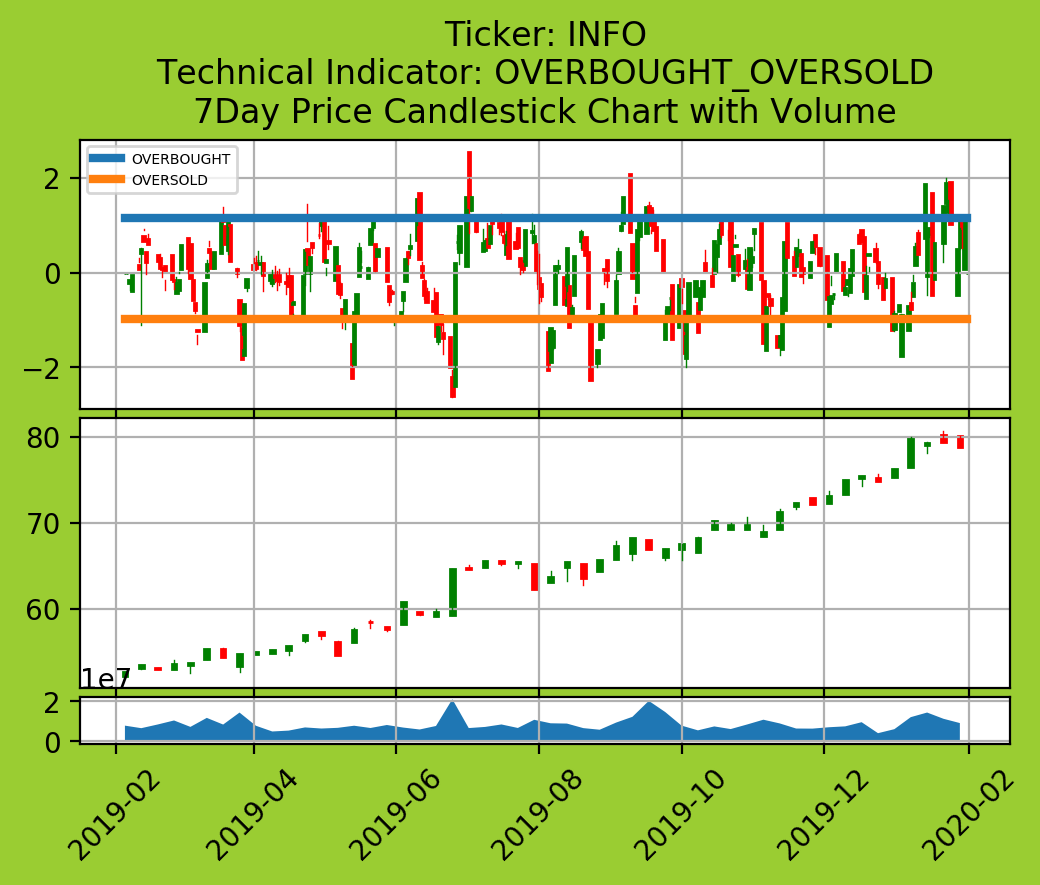 Ticker: INFO
Technical Indicator: OVERBOUGHT_OVERSOLD
7Day Price Candlestick Chart with Volume
OVERBOUGHT
OVERSOLD
2
0
−2
80
70
60
1e7
2
0
2019-02 2019-04 2019-06 2019-08 2019-10 2019-12 2020-02